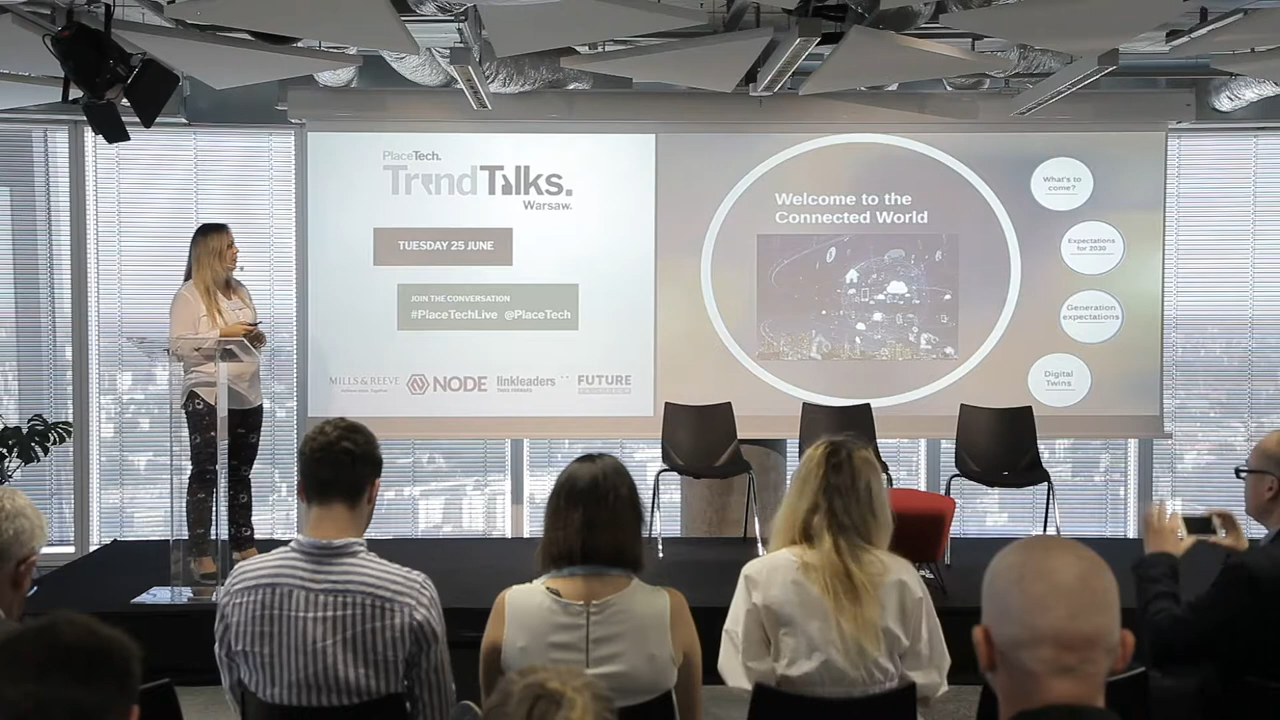 PlaceTech.
TrendTalks.
Warsaw.
TUESDAY 25 JUNE
JOIN THE CONVERSATION
#PlaceTechLive @PlaceTech
MILLS & REEVE
NODE
linkleaders
FUTURE
Welcome to the
Connected World
What's to
come?
Expectations
for 2030
Generation
expectations
Digital
Twins